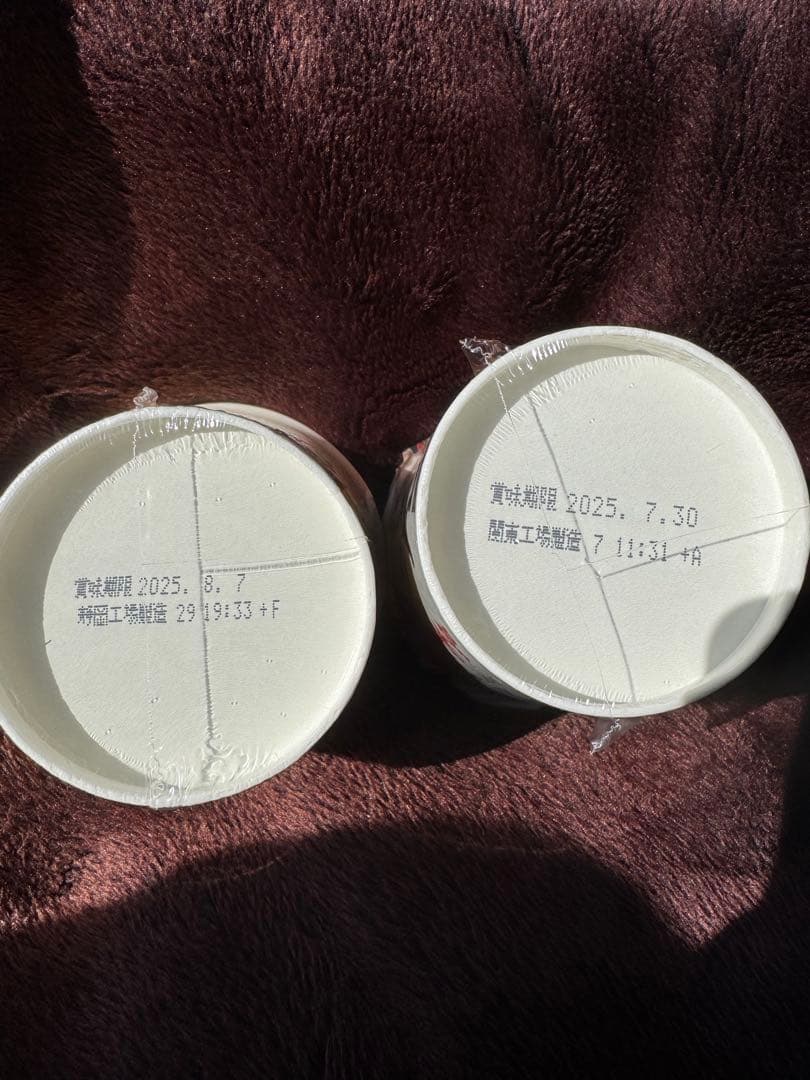 賞味期限 2025. 8. 7
静岡工場製造 29 19:33 +F
賞味期限 2025. 7.30
関東工場製造 7 11:31 +A